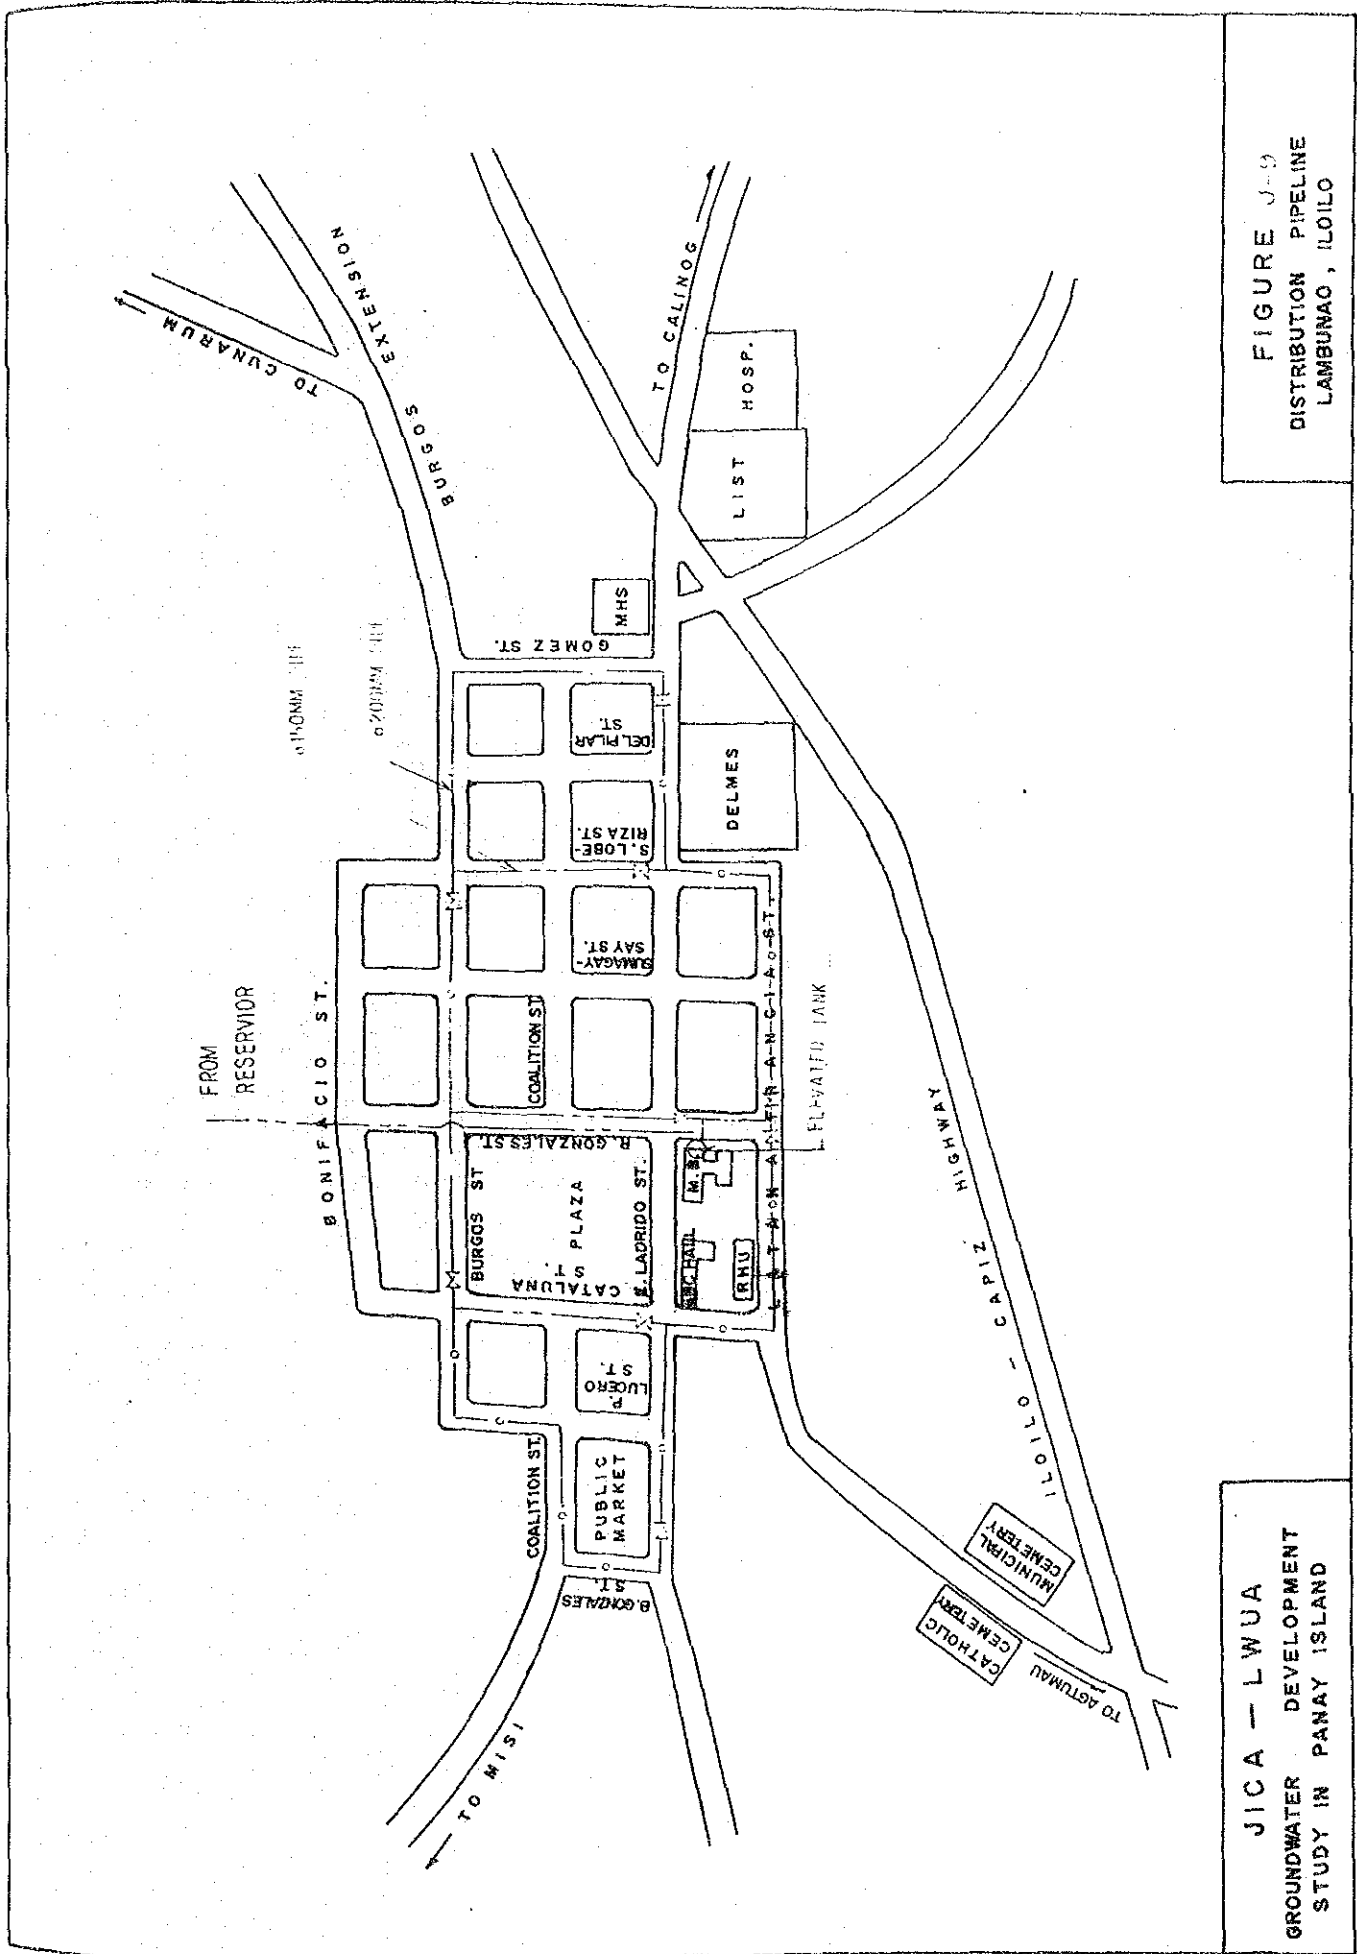 TO CUNARUM
BURGOS EXTENSION
TO CALINOG
HOSP.
LIST
MHS
GOMEZ ST.
DEL PILAR
ST.
DELMES
S. LOBE-
RIZA ST.
SUMAGAY-
SAY ST.
FROM
RESERVIOR
BONIFACIO ST.
COALITION ST.
R. GONZALES ST.
ELEVATED TANK
BURGOS ST
PLAZA
CATALUNA
ST.
LADRIDO ST.
M.B.
RHU
ILOILO - CAPIZ HIGHWAY
P.
LUCERO
ST.
COALITION ST.
PUBLIC
MARKET
B. GONZALES
ST.
TO MISI
MUNICIPAL
CEMETERY
CATHOLIC
CEMETERY
TO AGTUMAU
JICA — LWUA
GROUNDWATER DEVELOPMENT
STUDY IN PANAY ISLAND
FIGURE J-9
DISTRIBUTION PIPELINE
LAMBUNAO, ILOILO